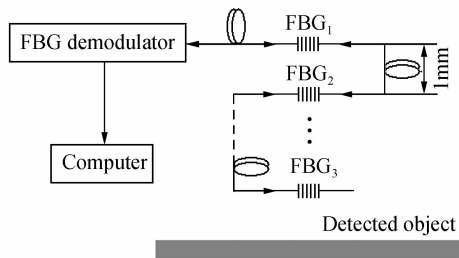 FBG demodulator
FBG₁
FBG₂
1mm
Computer
FBG₃
Detected object